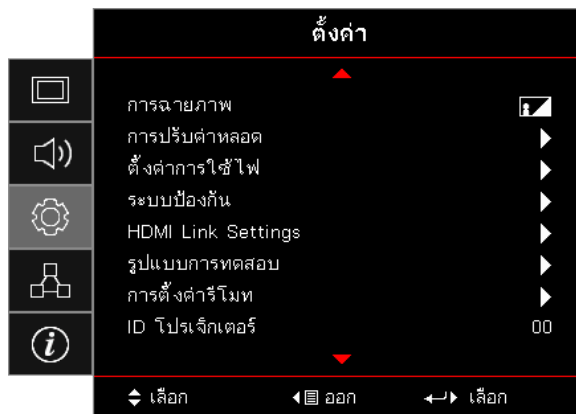 ตั้งค่า
การฉายภาพ
การปรับค่าหลอด
ตั้งค่าการใช้ไฟ
ระบบป้องกัน
HDMI Link Settings
รูปแบบการทดสอบ
การตั้งค่ารีโมท
ID โปรเจ็กเตอร์ 00
เลือก ออก เลือก